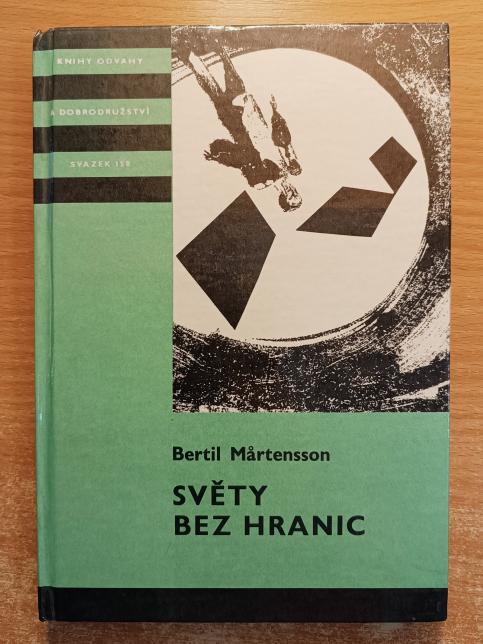 KNIHY ODVAHY
A DOBRODRUŽSTVÍ
SVAZEK 158
Bertil Mårtensson
SVĚTY
BEZ HRANIC